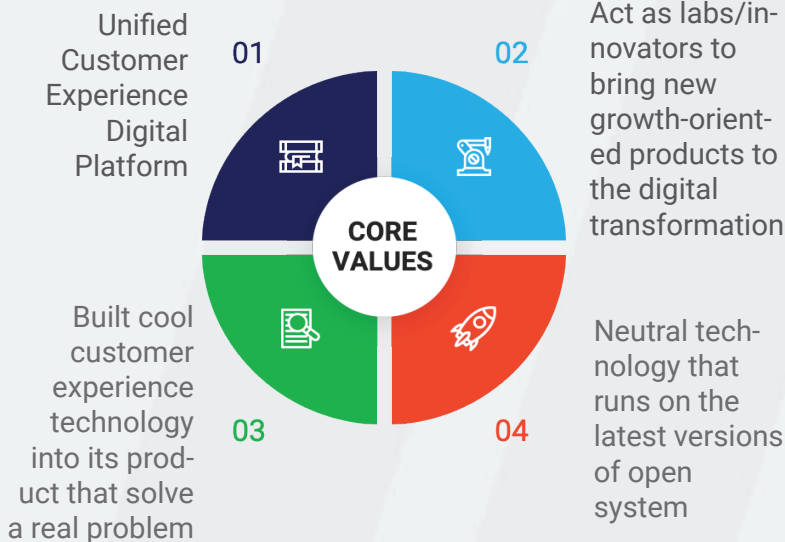 01
Unified
Customer
Experience
Digital
Platform
02
Act as labs/in-
novators to
bring new
growth-orient-
ed products to
the digital
transformation
CORE
VALUES
03
Built cool
customer
experience
technology
into its prod-
uct that solve
a real problem
04
Neutral tech-
nology that
runs on the
latest versions
of open
system